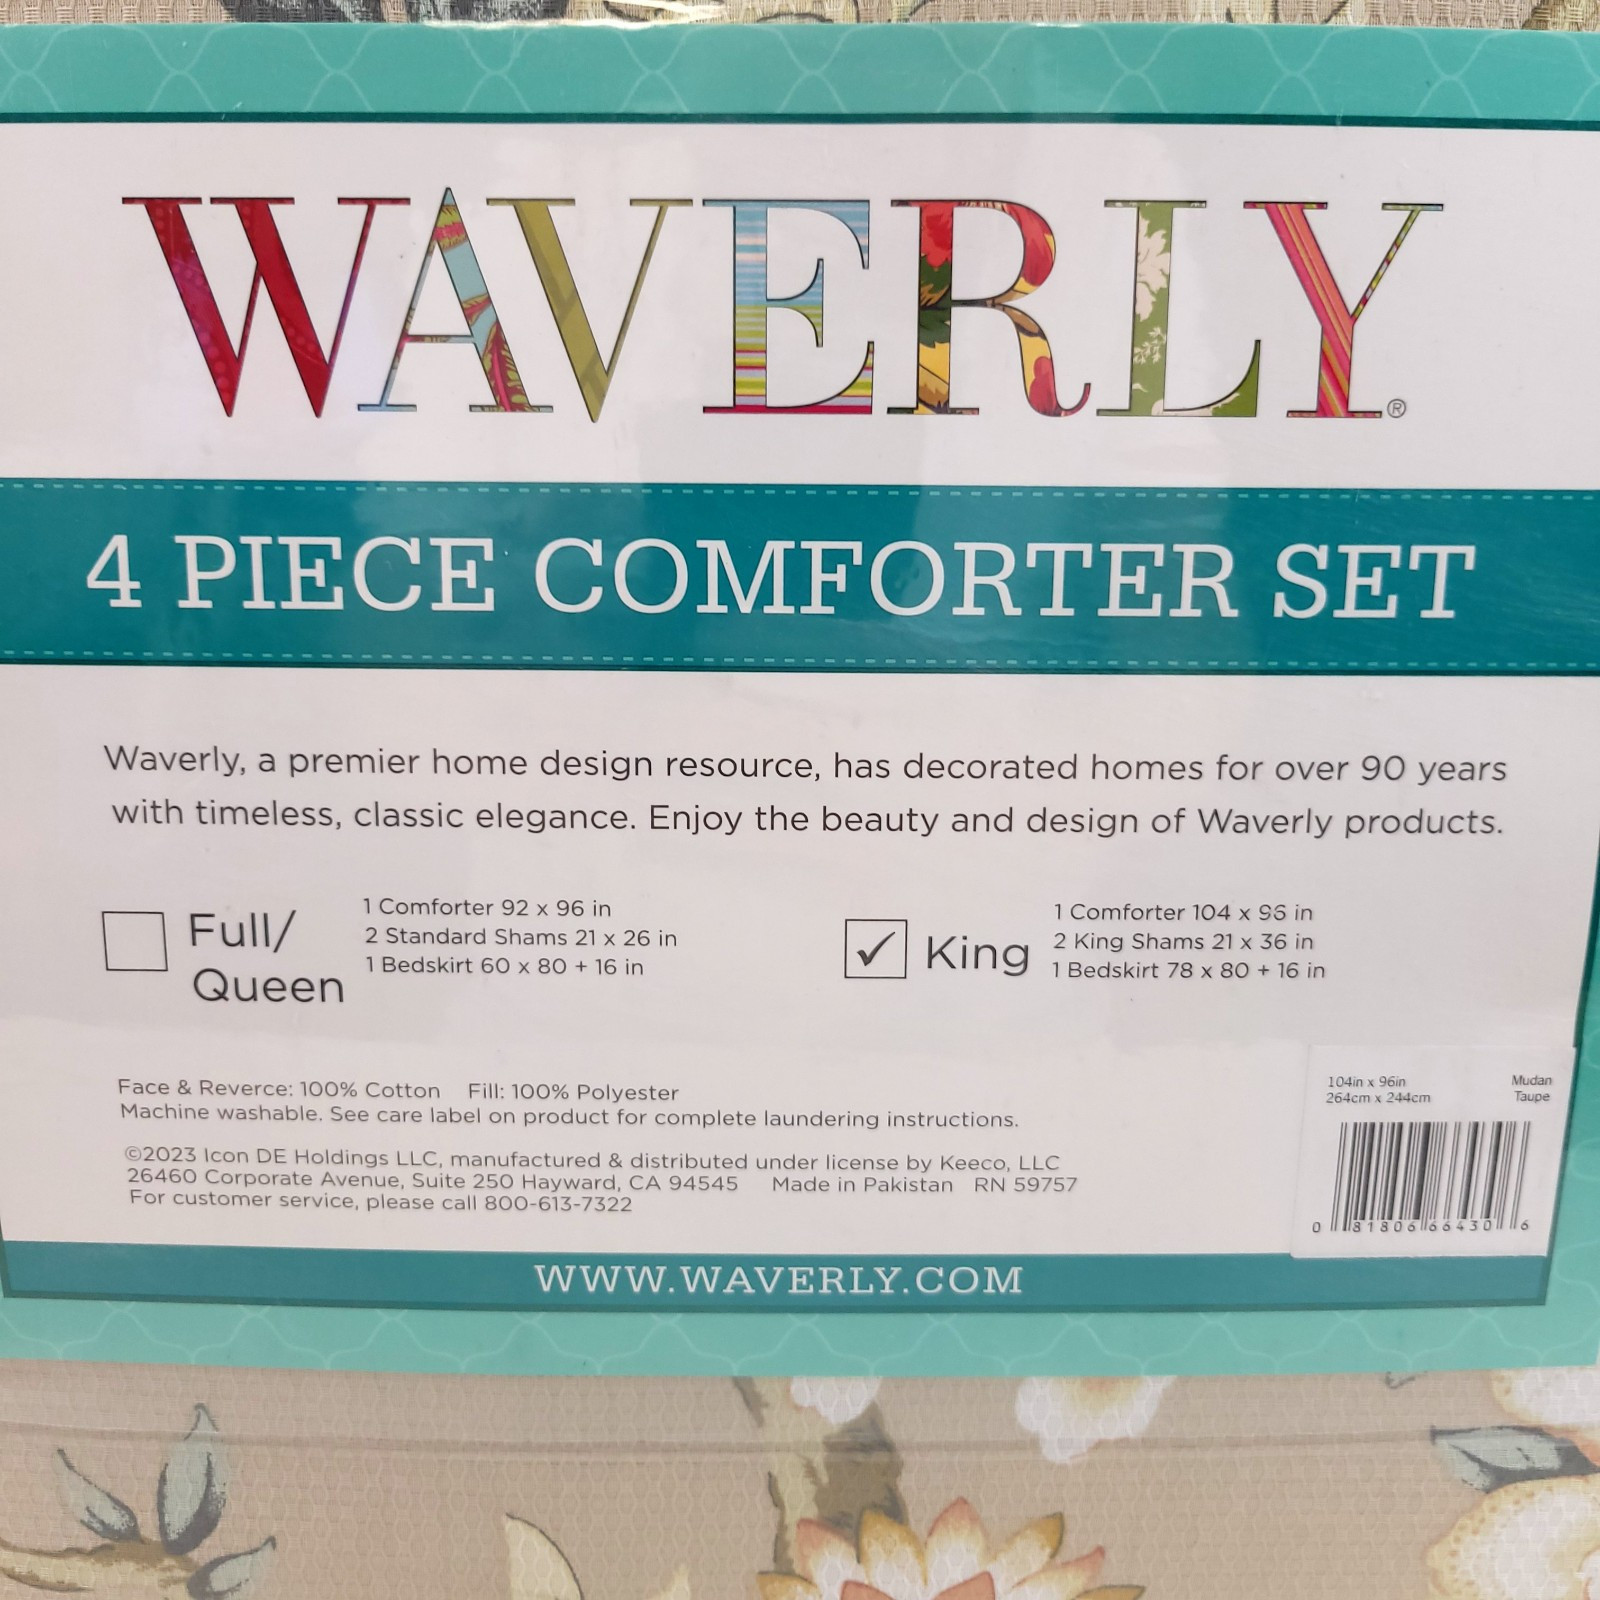 WAVERLY®
4 PIECE COMFORTER SET
Waverly, a premier home design resource, has decorated homes for over 90 years
with timeless, classic elegance. Enjoy the beauty and design of Waverly products.
Full/
Queen
1 Comforter 92 x 96 in
2 Standard Shams 21 x 26 in
1 Bedskirt 60 x 80 + 16 in
✓ King
1 Comforter 104 x 96 in
2 King Shams 21 x 36 in
1 Bedskirt 78 x 80 + 16 in
Face & Reverce: 100% Cotton Fill: 100% Polyester
Machine washable. See care label on product for complete laundering instructions.
©2023 Icon DE Holdings LLC, manufactured & distributed under license by Keeco, LLC
26460 Corporate Avenue, Suite 250 Hayward, CA 94545 Made in Pakistan RN 59757
For customer service, please call 800-613-7322
104in x 96in Mudan
264cm x 244cm Taupe
0 81806 66430 6
WWW.WAVERLY.COM